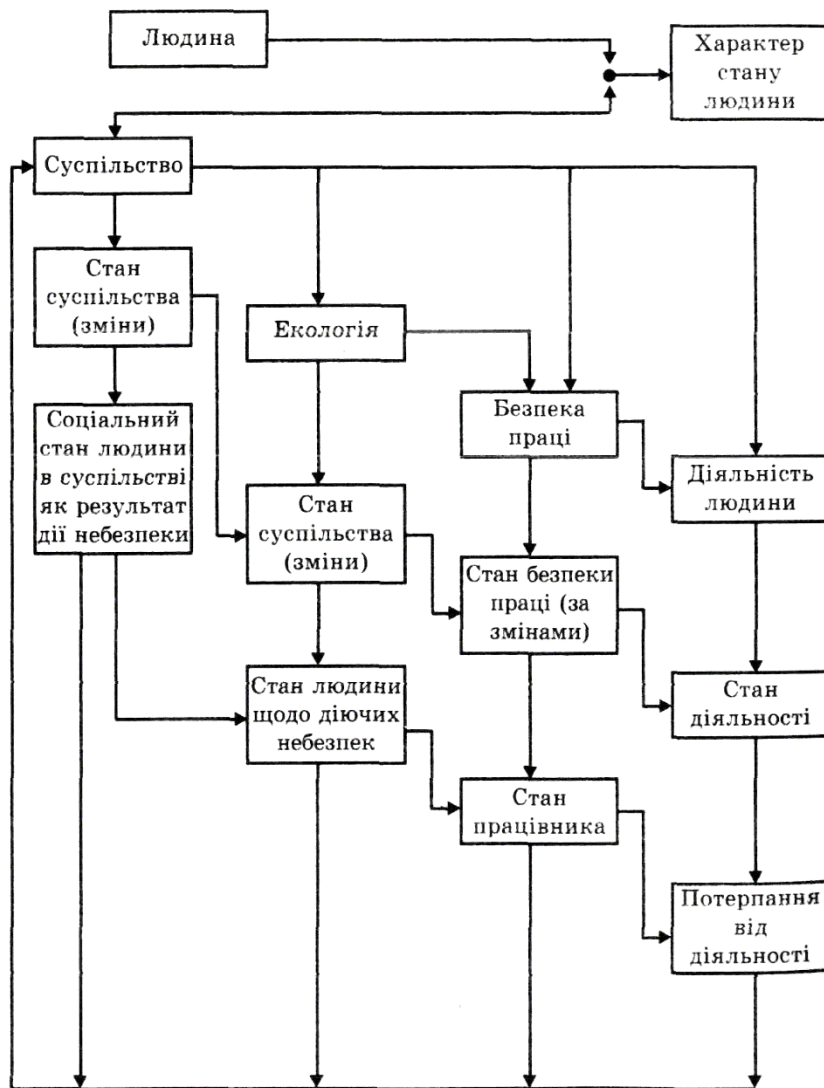 Людина
Характер
стану
людини
Суспільство
Стан
суспільства
(зміни)
Екологія
Безпека
праці
Соціальний
стан людини
в суспільстві
як результат
дії небезпеки
Діяльність
людини
Стан
суспільства
(зміни)
Стан безпеки
праці (за
змінами)
Стан людини
щодо діючих
небезпек
Стан
діяльності
Стан
працівника
Потерпання
від
діяльності